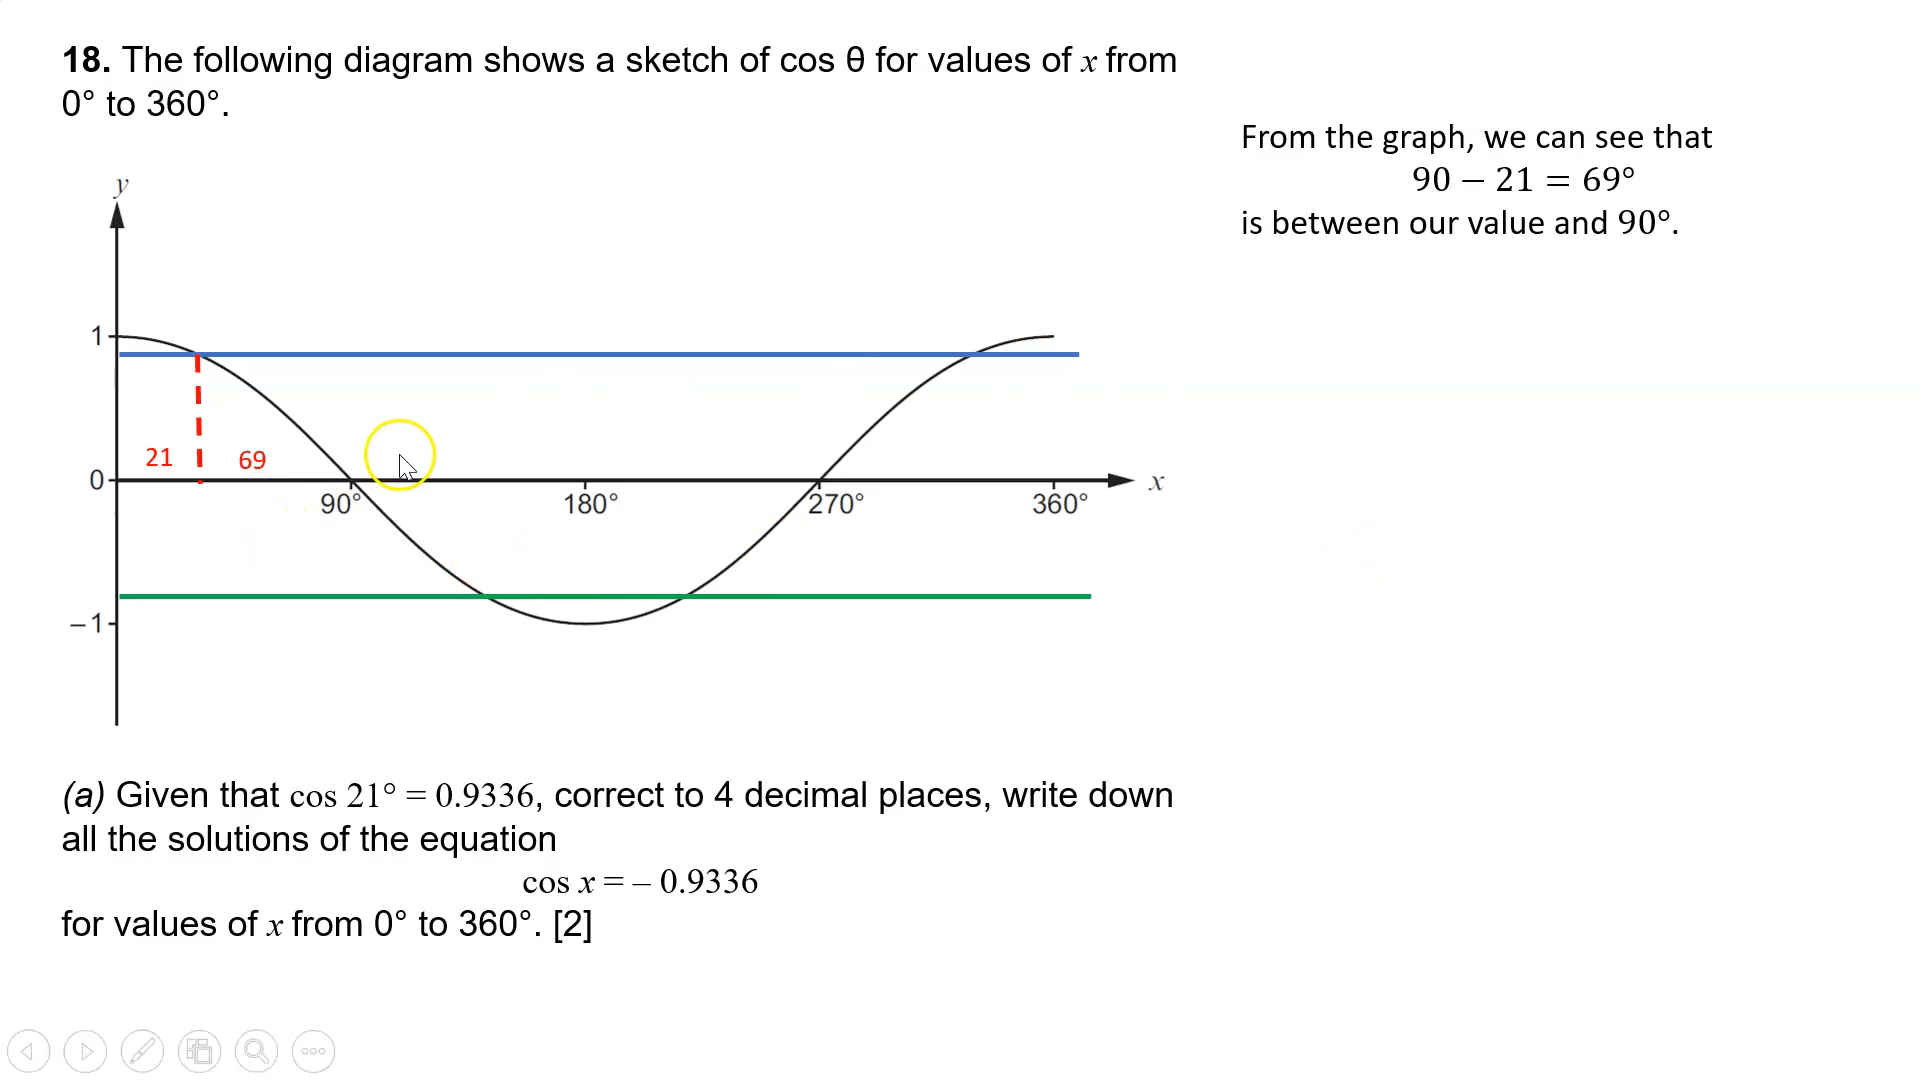 18. The following diagram shows a sketch of cos θ for values of x from
0° to 360°.
From the graph, we can see that
90 − 21 = 69°
is between our value and 90°.
y
1
21
69
0
90°
180°
270°
360°
x
–1
(a) Given that cos 21° = 0.9336, correct to 4 decimal places, write down
all the solutions of the equation
cos x = – 0.9336
for values of x from 0° to 360°. [2]